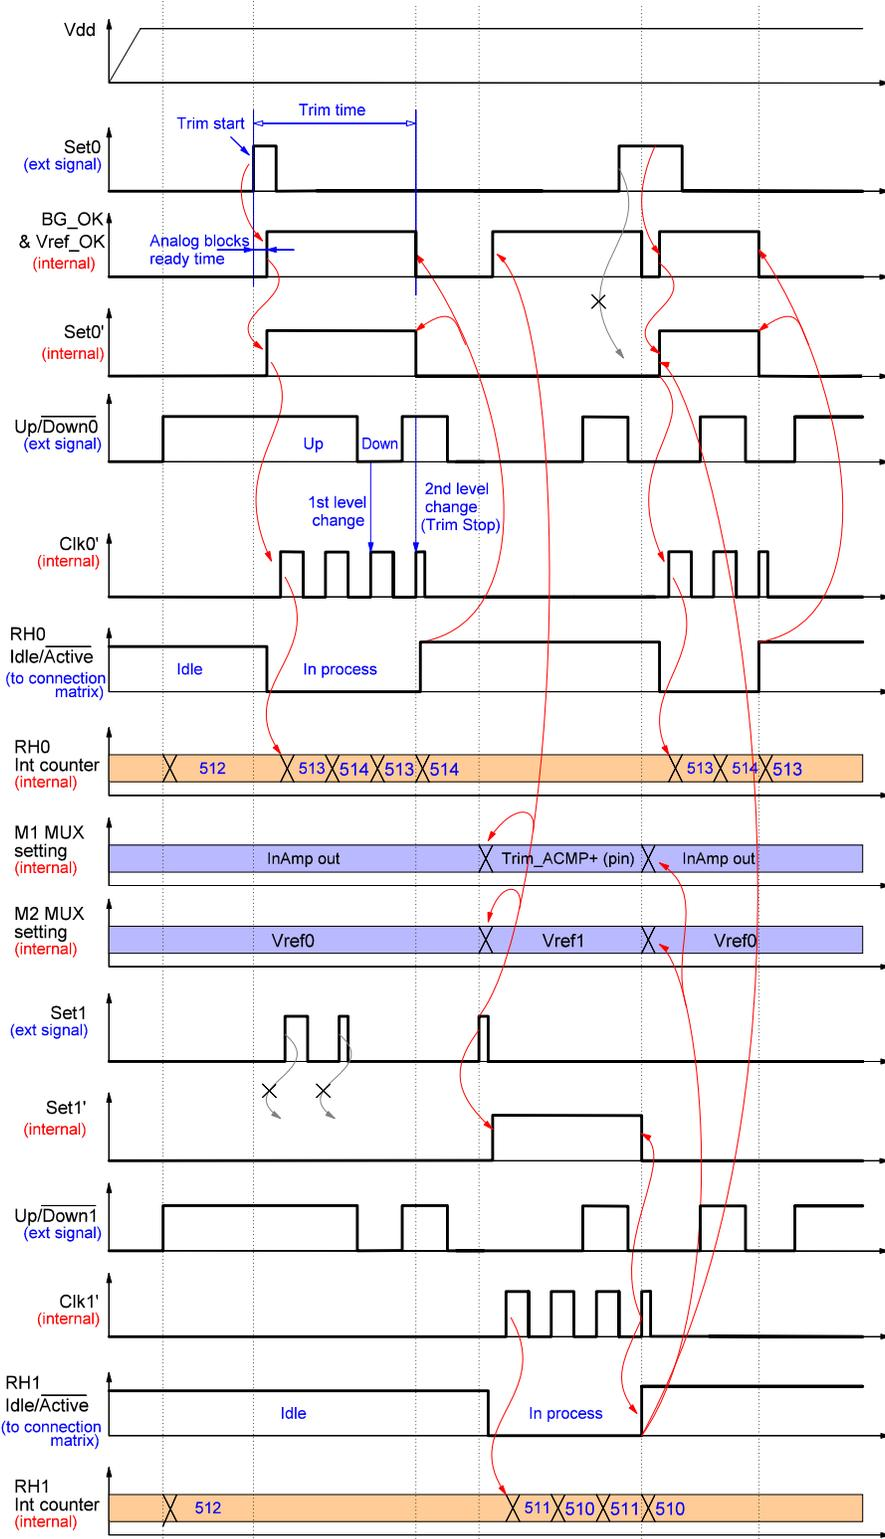 Vdd
Trim time
Trim start
Set0
(ext signal)
BG_OK
& Vref_OK
(internal)
Analog blocks
ready time
Set0'
(internal)
Up/Down0
(ext signal)
Up
Down
1st level
change
2nd level
change
(Trim Stop)
Clk0'
(internal)
RH0
Idle/Active
(to connection
matrix)
Idle
In process
RH0
Int counter
(internal)
512
513
514
513
514
513
514
513
M1 MUX
setting
(internal)
InAmp out
Trim_ACMP+ (pin)
InAmp out
M2 MUX
setting
(internal)
Vref0
Vref1
Vref0
Set1
(ext signal)
Set1'
(internal)
Up/Down1
(ext signal)
Clk1'
(internal)
RH1
Idle/Active
(to connection
matrix)
Idle
In process
RH1
Int counter
(internal)
512
511
510
511
510